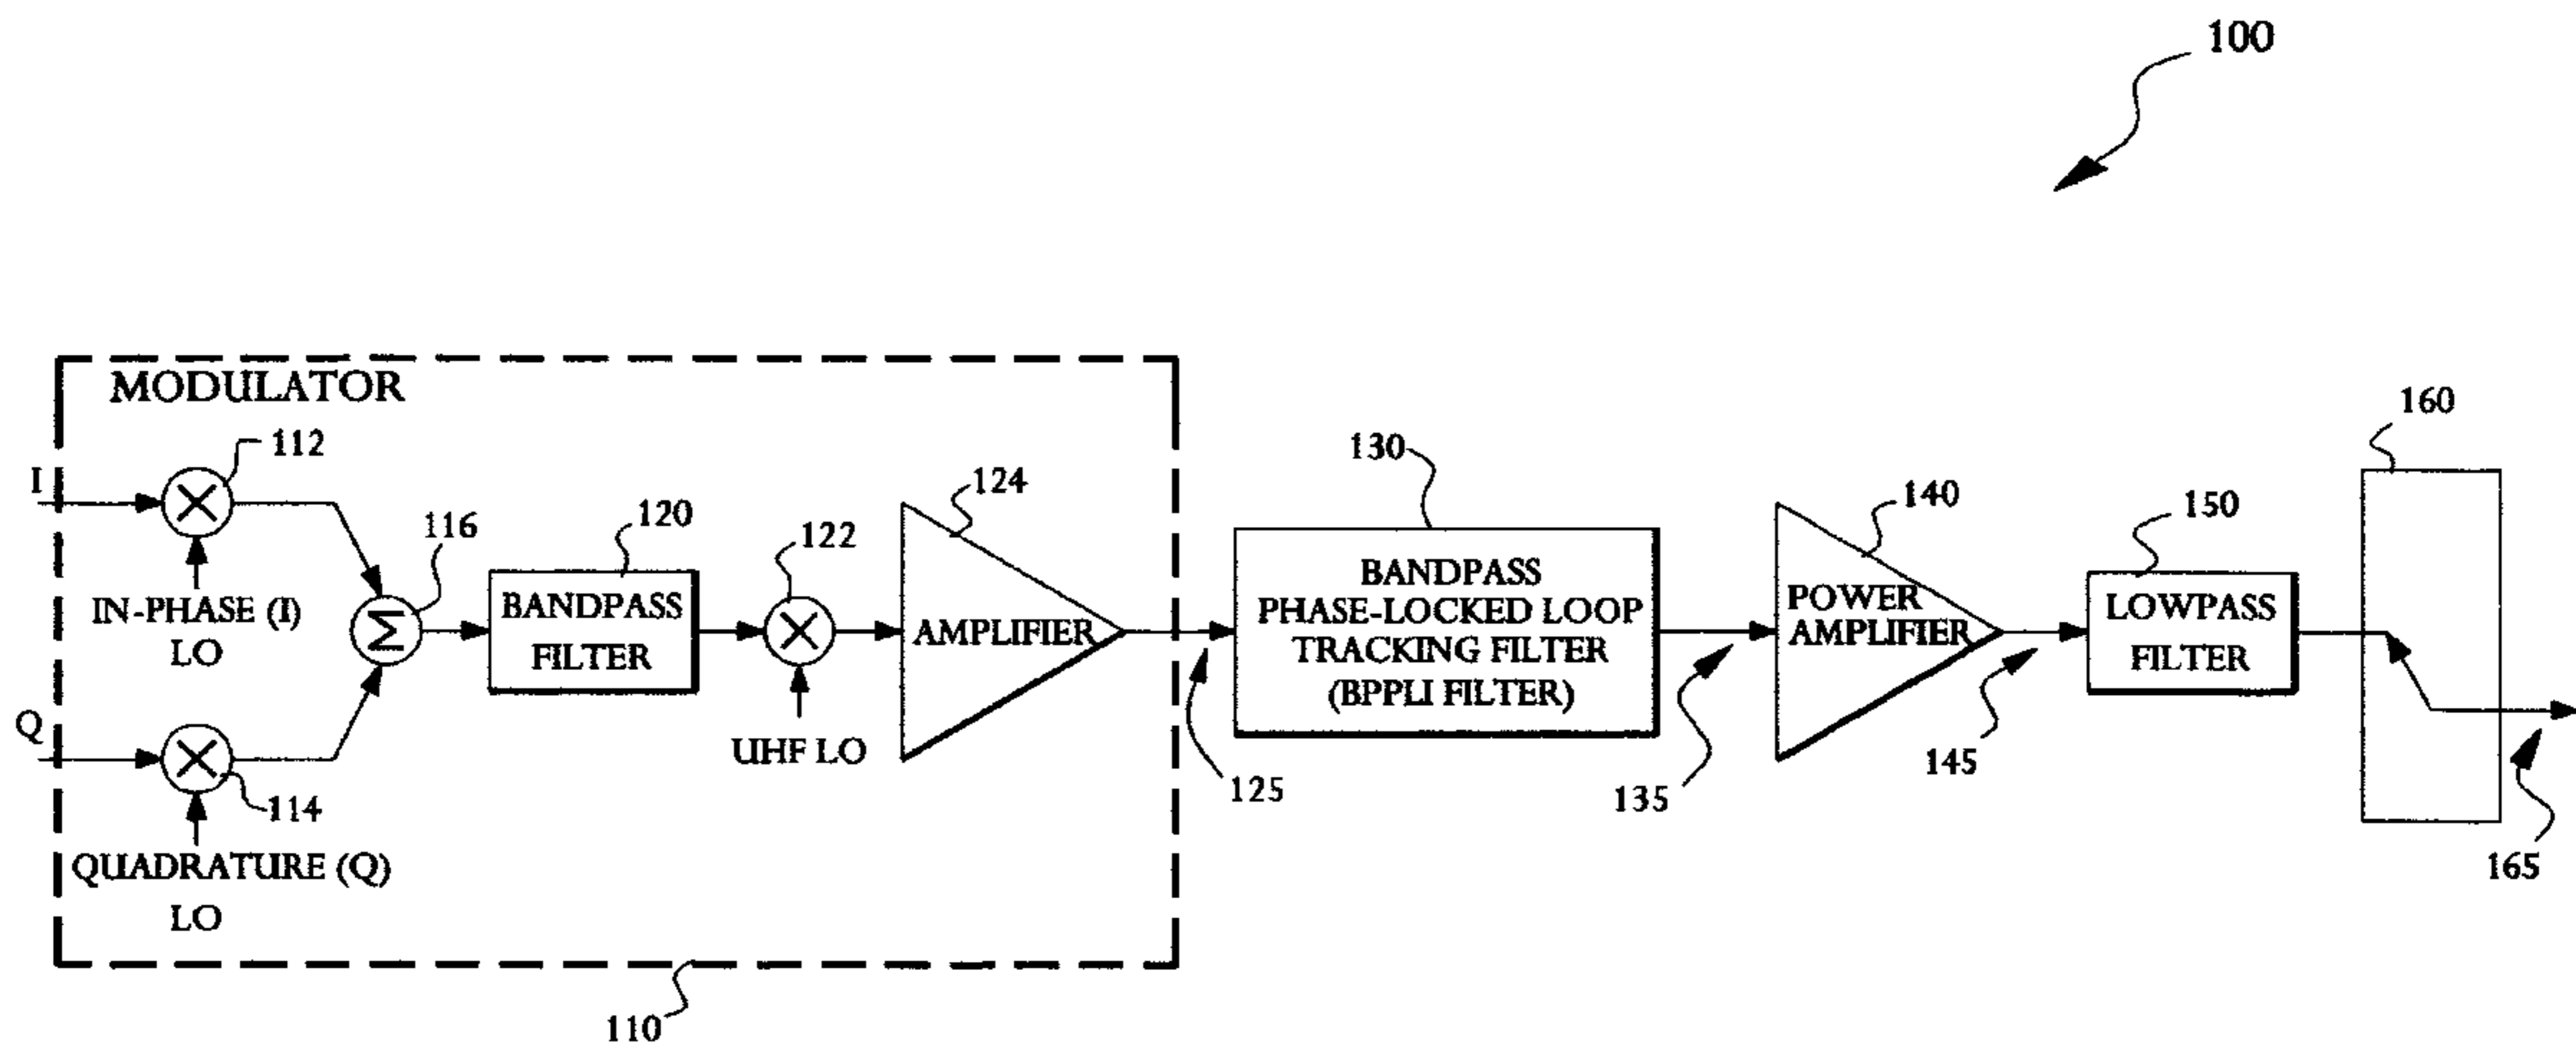 100
MODULATOR
I
112
IN-PHASE (I)
LO
116
120
BANDPASS
FILTER
122
UHF LO
124
AMPLIFIER
Q
114
QUADRATURE (Q)
LO
110
125
130
BANDPASS
PHASE-LOCKED LOOP
TRACKING FILTER
(BPPLI FILTER)
135
140
POWER
AMPLIFIER
145
150
LOWPASS
FILTER
160
165
Σ